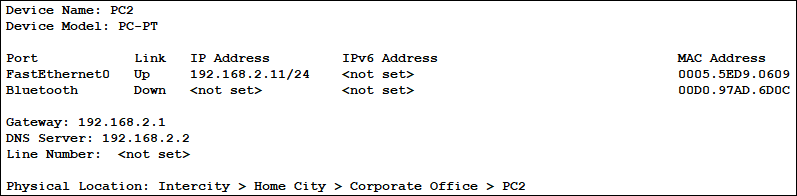 Device Name: PC2
Device Model: PC-PT
Port Link IP Address IPv6 Address MAC Address
FastEthernet0 Up 192.168.2.11/24 <not set> 0005.5ED9.0609
Bluetooth Down <not set> <not set> 00D0.97AD.6D0C
Gateway: 192.168.2.1
DNS Server: 192.168.2.2
Line Number: <not set>
Physical Location: Intercity > Home City > Corporate Office > PC2